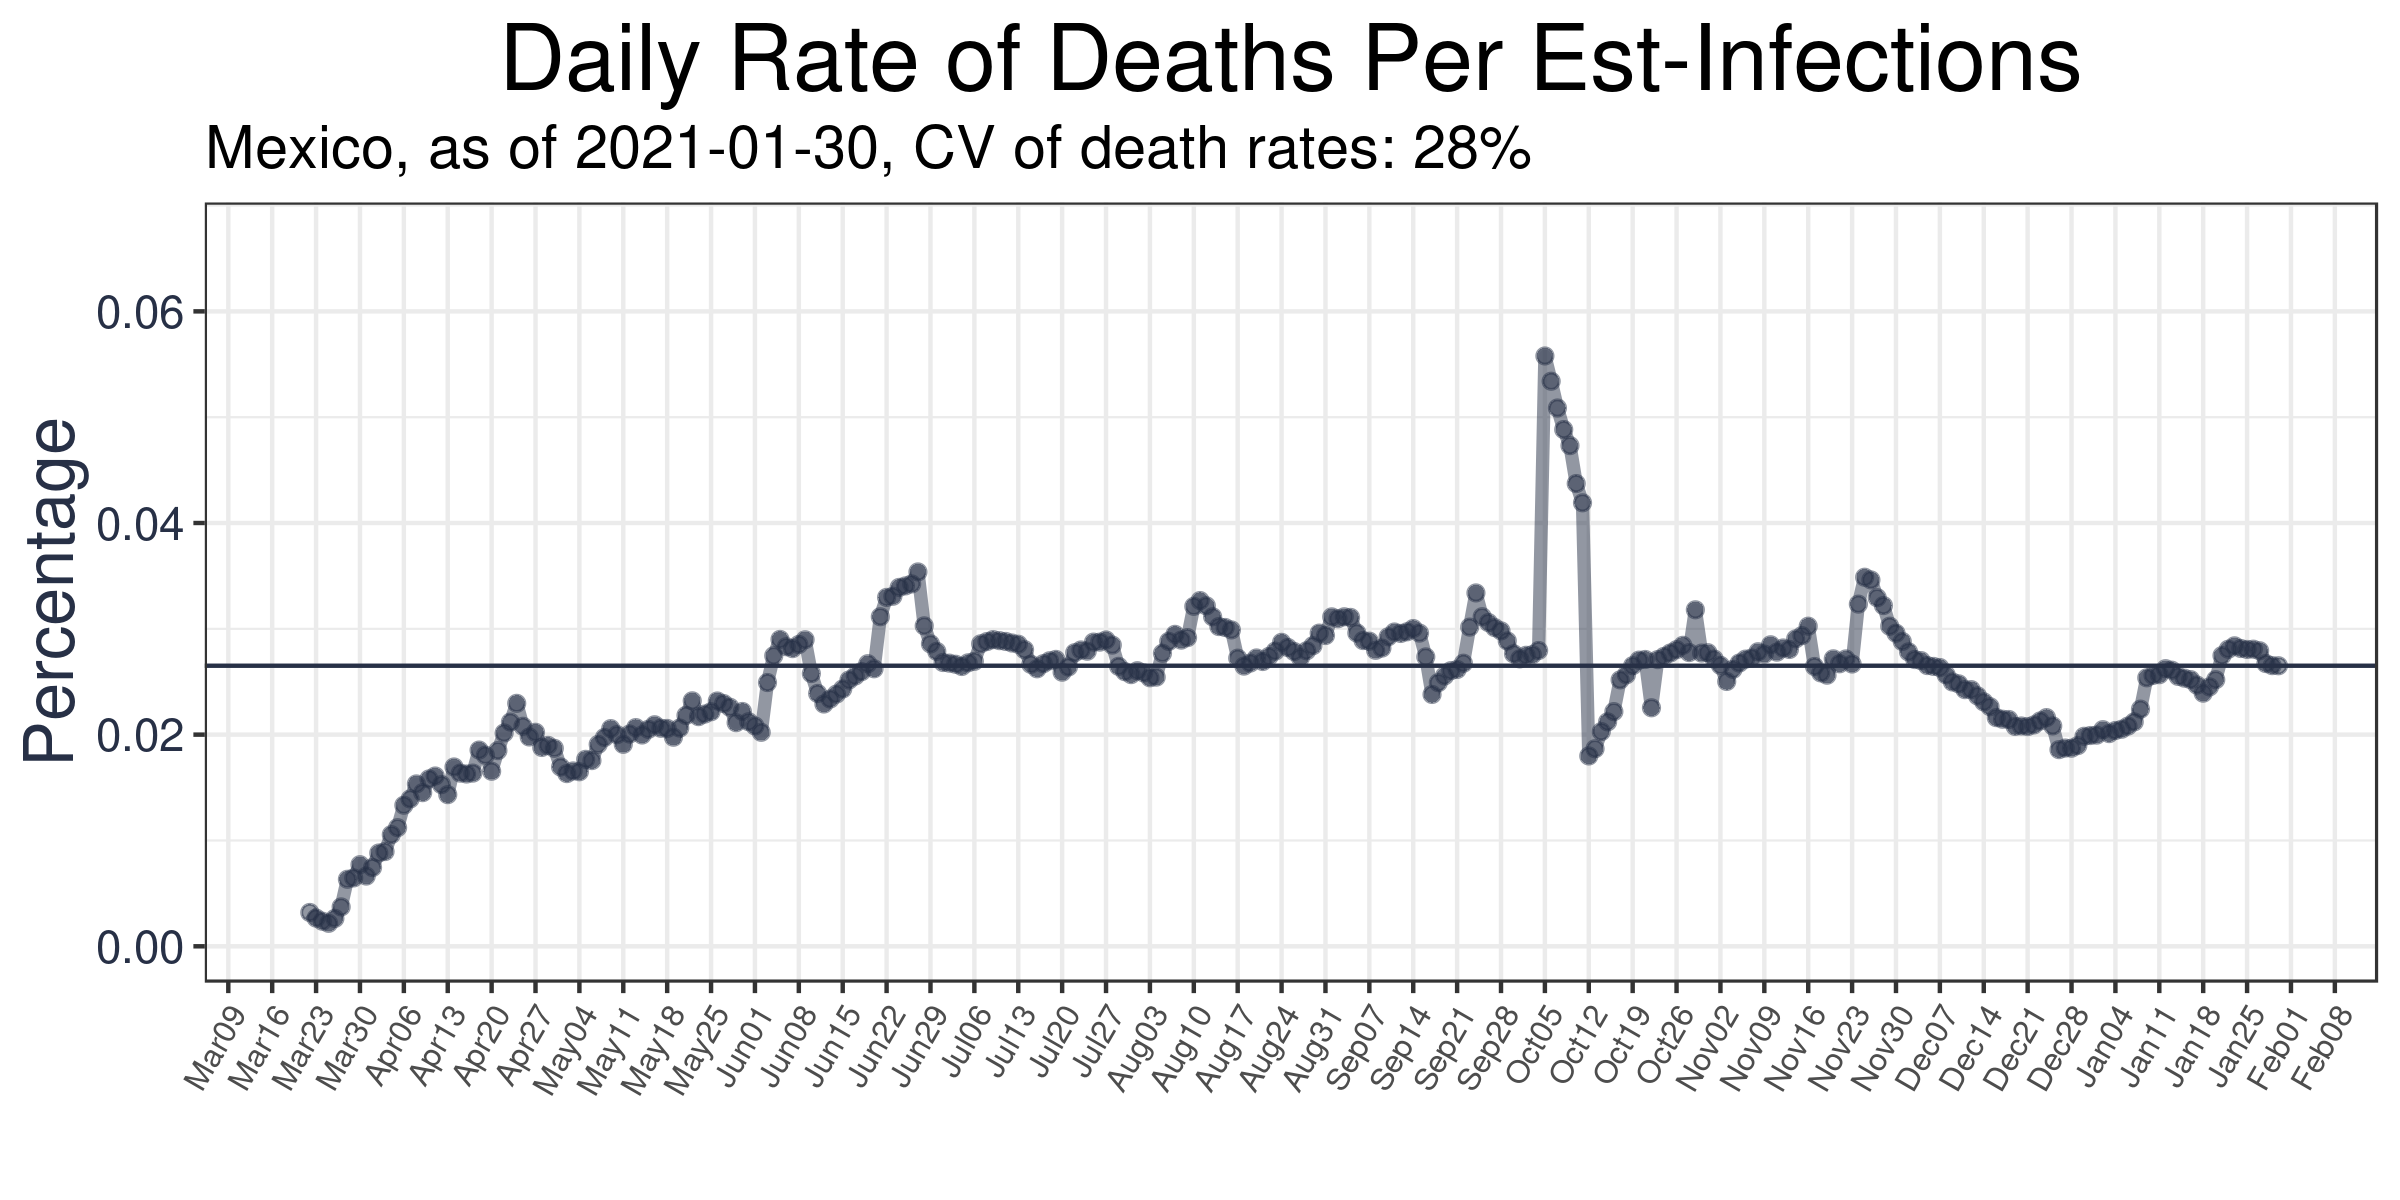 Daily Rate of Deaths Per Est-Infections
Mexico, as of 2021-01-30, CV of death rates: 28%
Percentage
0.06
0.04
0.02
0.00
Mar09 Mar16 Mar23 Mar30 Apr06 Apr13 Apr20 Apr27 May04 May11 May18 May25 Jun01 Jun08 Jun15 Jun22 Jun29 Jul06 Jul13 Jul20 Jul27 Aug03 Aug10 Aug17 Aug24 Aug31 Sep07 Sep14 Sep21 Sep28 Oct05 Oct12 Oct19 Oct26 Nov02 Nov09 Nov16 Nov23 Nov30 Dec07 Dec14 Dec21 Dec28 Jan04 Jan11 Jan18 Jan25 Feb01 Feb08